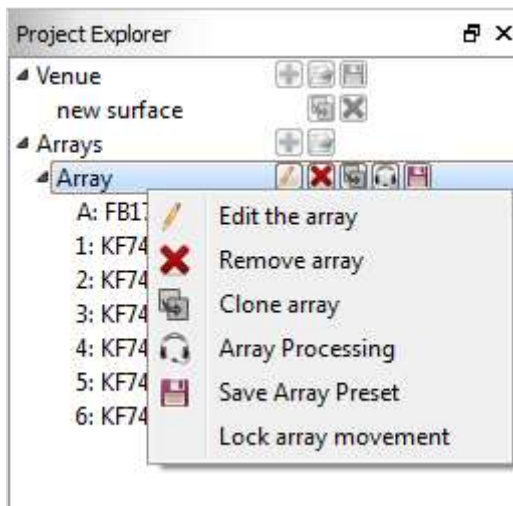 Project Explorer
Venue
new surface
Arrays
Array
A: FB17
Edit the array
1: KF74
Remove array
2: KF74
Clone array
3: KF74
4: KF74
Array Processing
5: KF74
Save Array Preset
6: KF74
Lock array movement